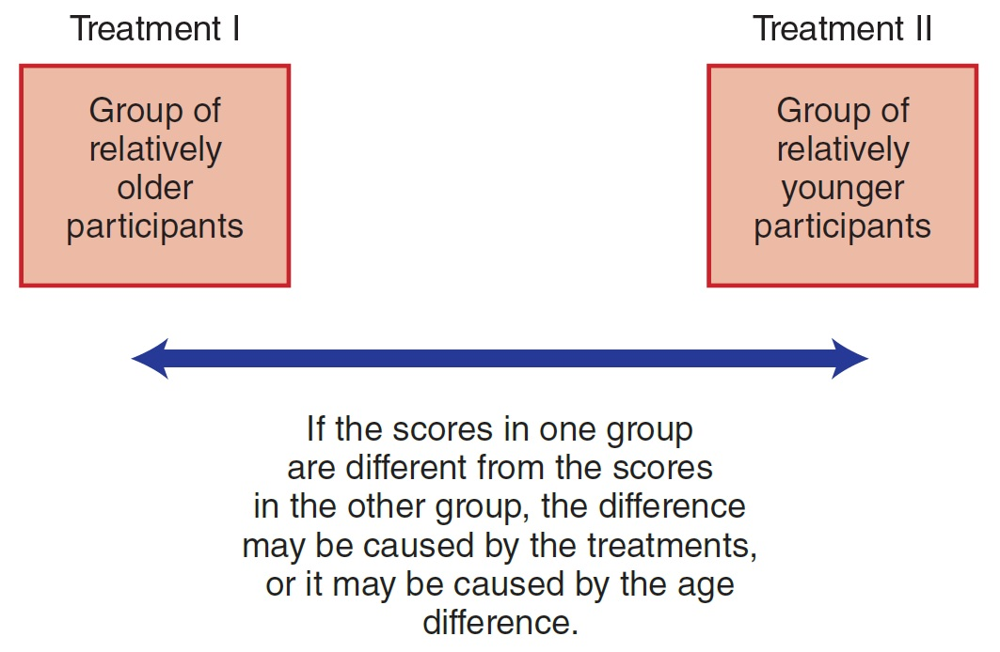 Treatment I
Group of
relatively
older
participants
Treatment II
Group of
relatively
younger
participants
If the scores in one group
are different from the scores
in the other group, the difference
may be caused by the treatments,
or it may be caused by the age
difference.